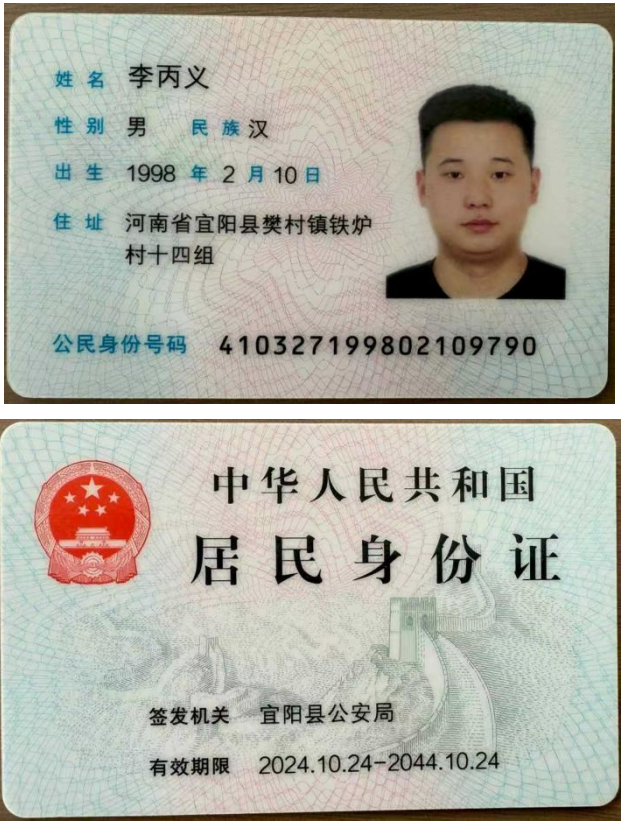 姓名 李丙义
性别 男 民族 汉
出生 1998 年 2 月 10 日
住址 河南省宜阳县樊村镇铁炉
村十四组
公民身份号码 410327199802109790
中华人民共和国
居民身份证
签发机关 宜阳县公安局
有效期限 2024.10.24-2044.10.24